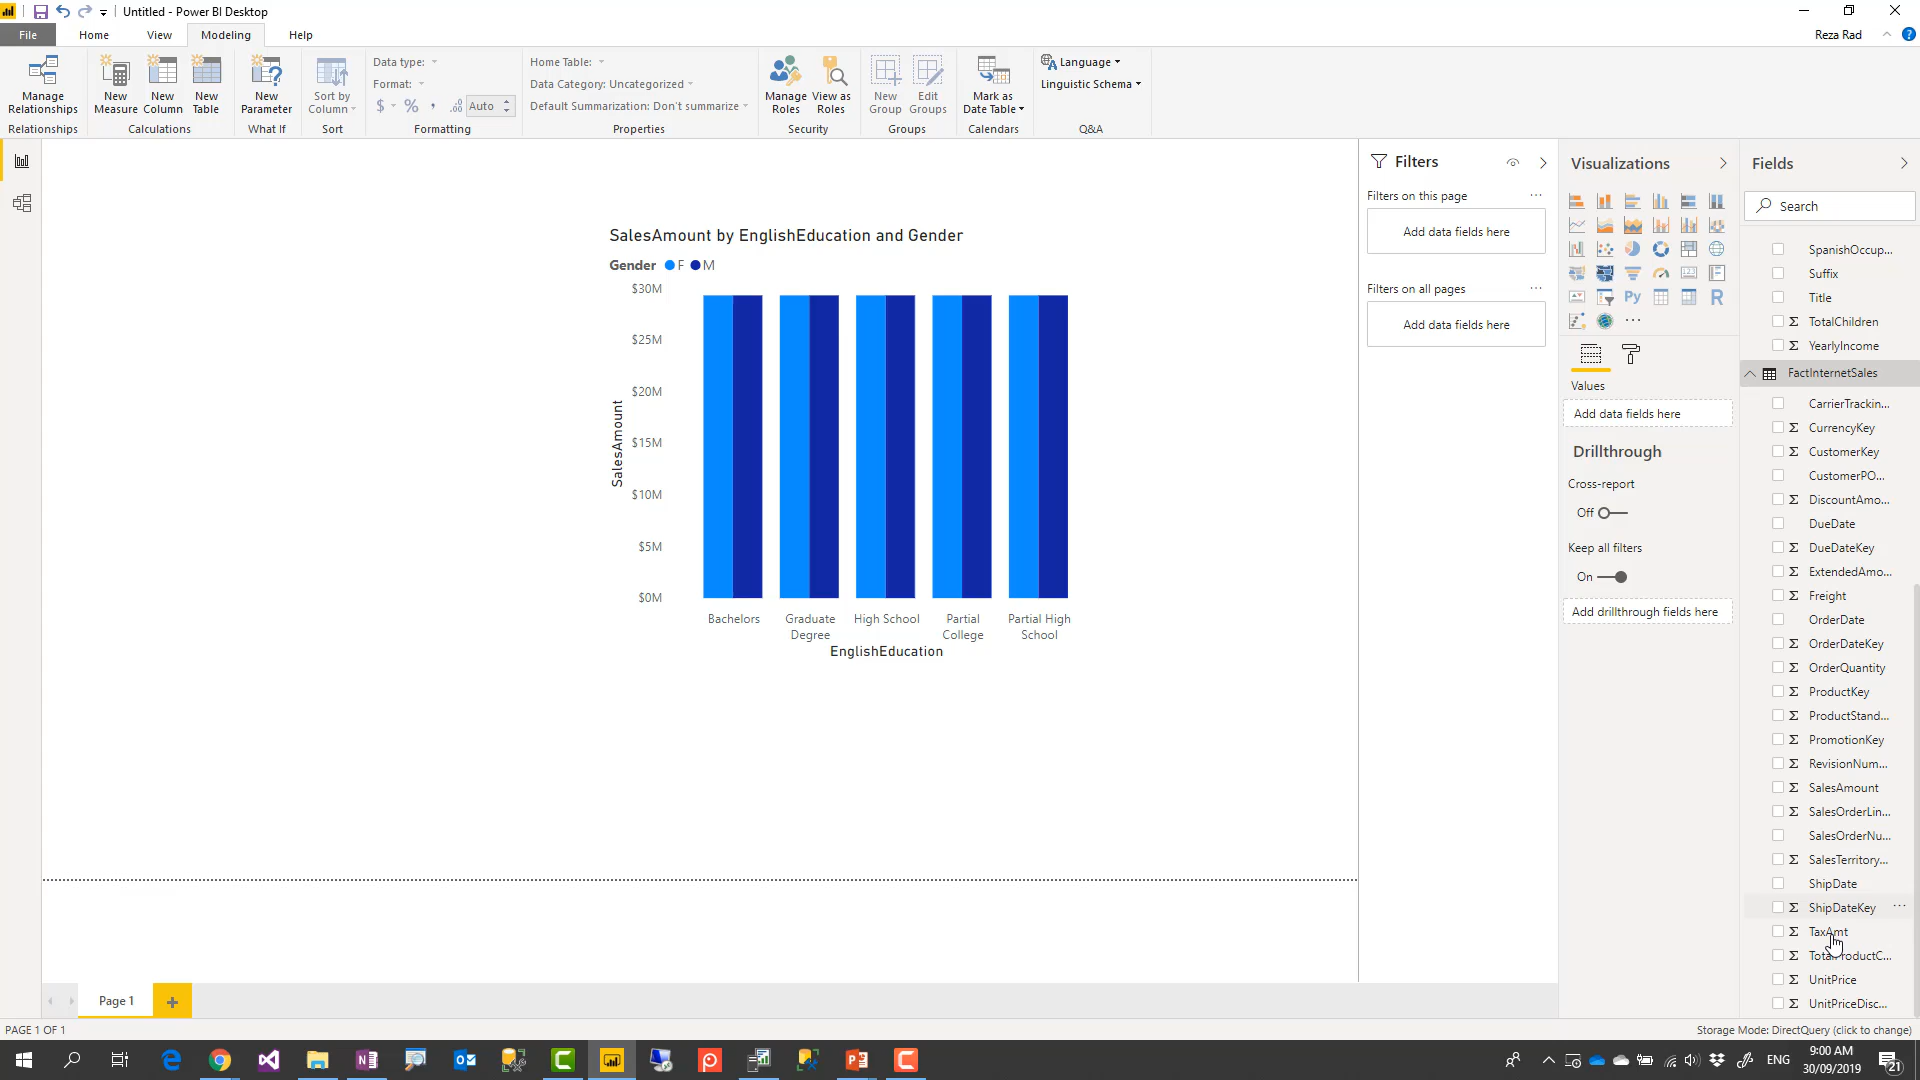 Untitled - Power BI Desktop
File
Home
View
Modeling
Help
Reza Rad
Manage
Relationships
Relationships
New
Measure
New
Column
New
Table
Calculations
New
Parameter
What If
Sort by
Column
Sort
Data type:
Format:
$ % , Auto
Formatting
Home Table:
Data Category: Uncategorized
Default Summarization: Don't summarize
Properties
Manage
Roles
View as
Roles
Security
New
Group
Edit
Groups
Groups
Mark as
Date Table
Calendars
Language
Linguistic Schema
Q&A
SalesAmount by EnglishEducation and Gender
Gender F M
$30M
$25M
$20M
$15M
$10M
$5M
$0M
SalesAmount
Bachelors
Graduate
Degree
High School
Partial
College
Partial High
School
EnglishEducation
Filters
Filters on this page
Add data fields here
Filters on all pages
Add data fields here
Visualizations
Py
R
Values
Add data fields here
Drillthrough
Cross-report
Off
Keep all filters
On
Add drillthrough fields here
Fields
Search
SpanishOccup...
Suffix
Title
Σ TotalChildren
Σ YearlyIncome
FactInternetSales
CarrierTrackin...
Σ CurrencyKey
Σ CustomerKey
CustomerPO...
Σ DiscountAmo...
DueDate
Σ DueDateKey
Σ ExtendedAmo...
Σ Freight
OrderDate
Σ OrderDateKey
Σ OrderQuantity
Σ ProductKey
Σ ProductStand...
Σ PromotionKey
Σ RevisionNum...
Σ SalesAmount
Σ SalesOrderLin...
SalesOrderNu...
Σ SalesTerritory...
ShipDate
Σ ShipDateKey
Σ TaxAmt
Σ TotalProductC...
Σ UnitPrice
Σ UnitPriceDisc...
Page 1
PAGE 1 OF 1
Storage Mode: DirectQuery (click to change)
ENG
9:00 AM
30/09/2019
21